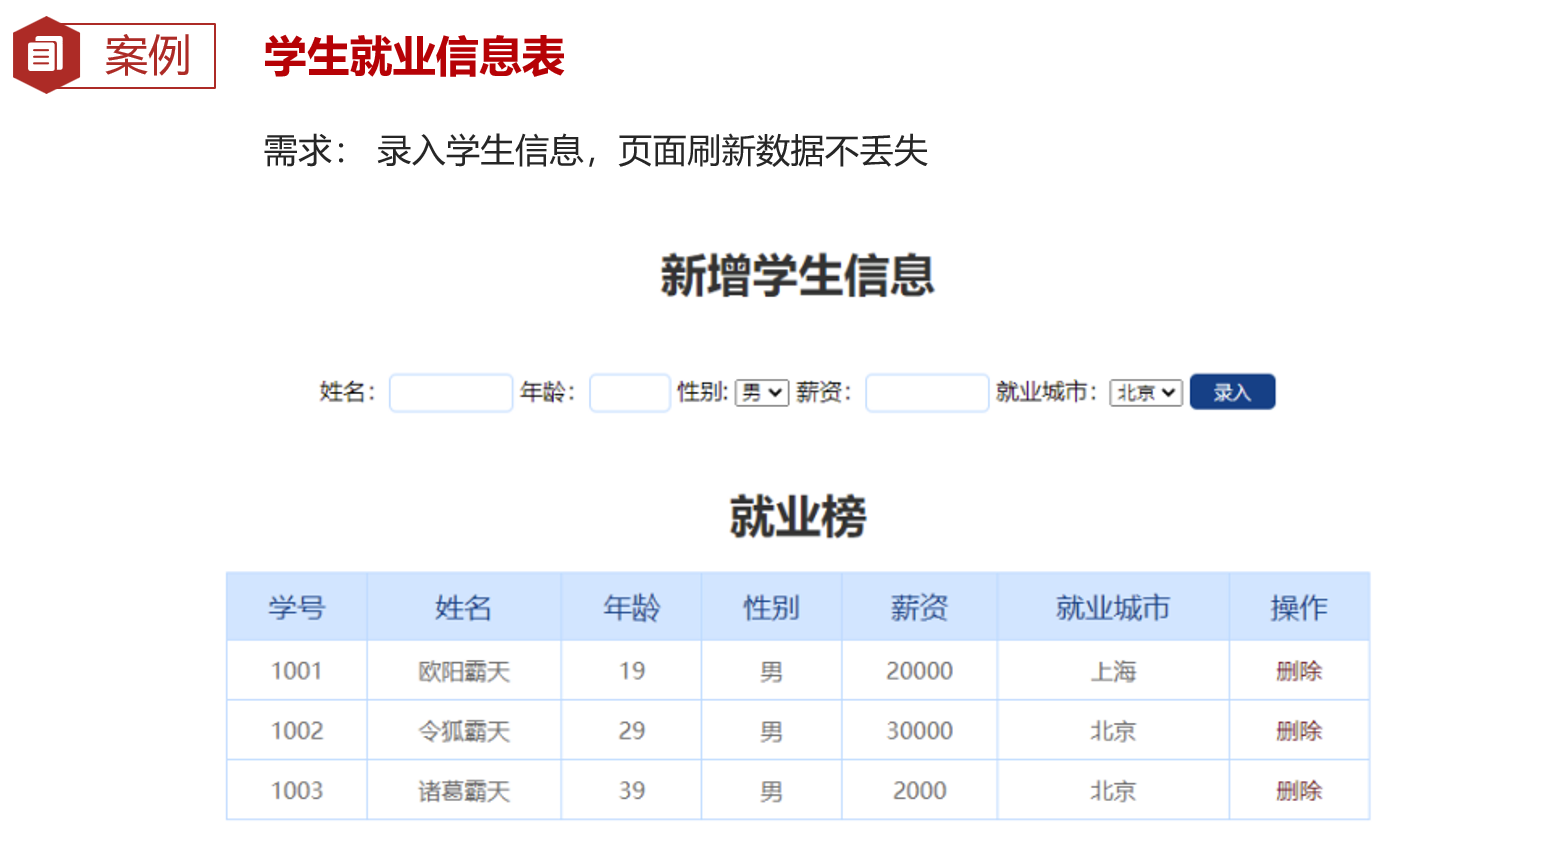 案例 学生就业信息表
需求： 录入学生信息，页面刷新数据不丢失
新增学生信息
姓名： 年龄： 性别: 男 薪资： 就业城市： 北京 录入
就业榜
学号 姓名 年龄 性别 薪资 就业城市 操作
1001 欧阳霸天 19 男 20000 上海 删除
1002 令狐霸天 29 男 30000 北京 删除
1003 诸葛霸天 39 男 2000 北京 删除